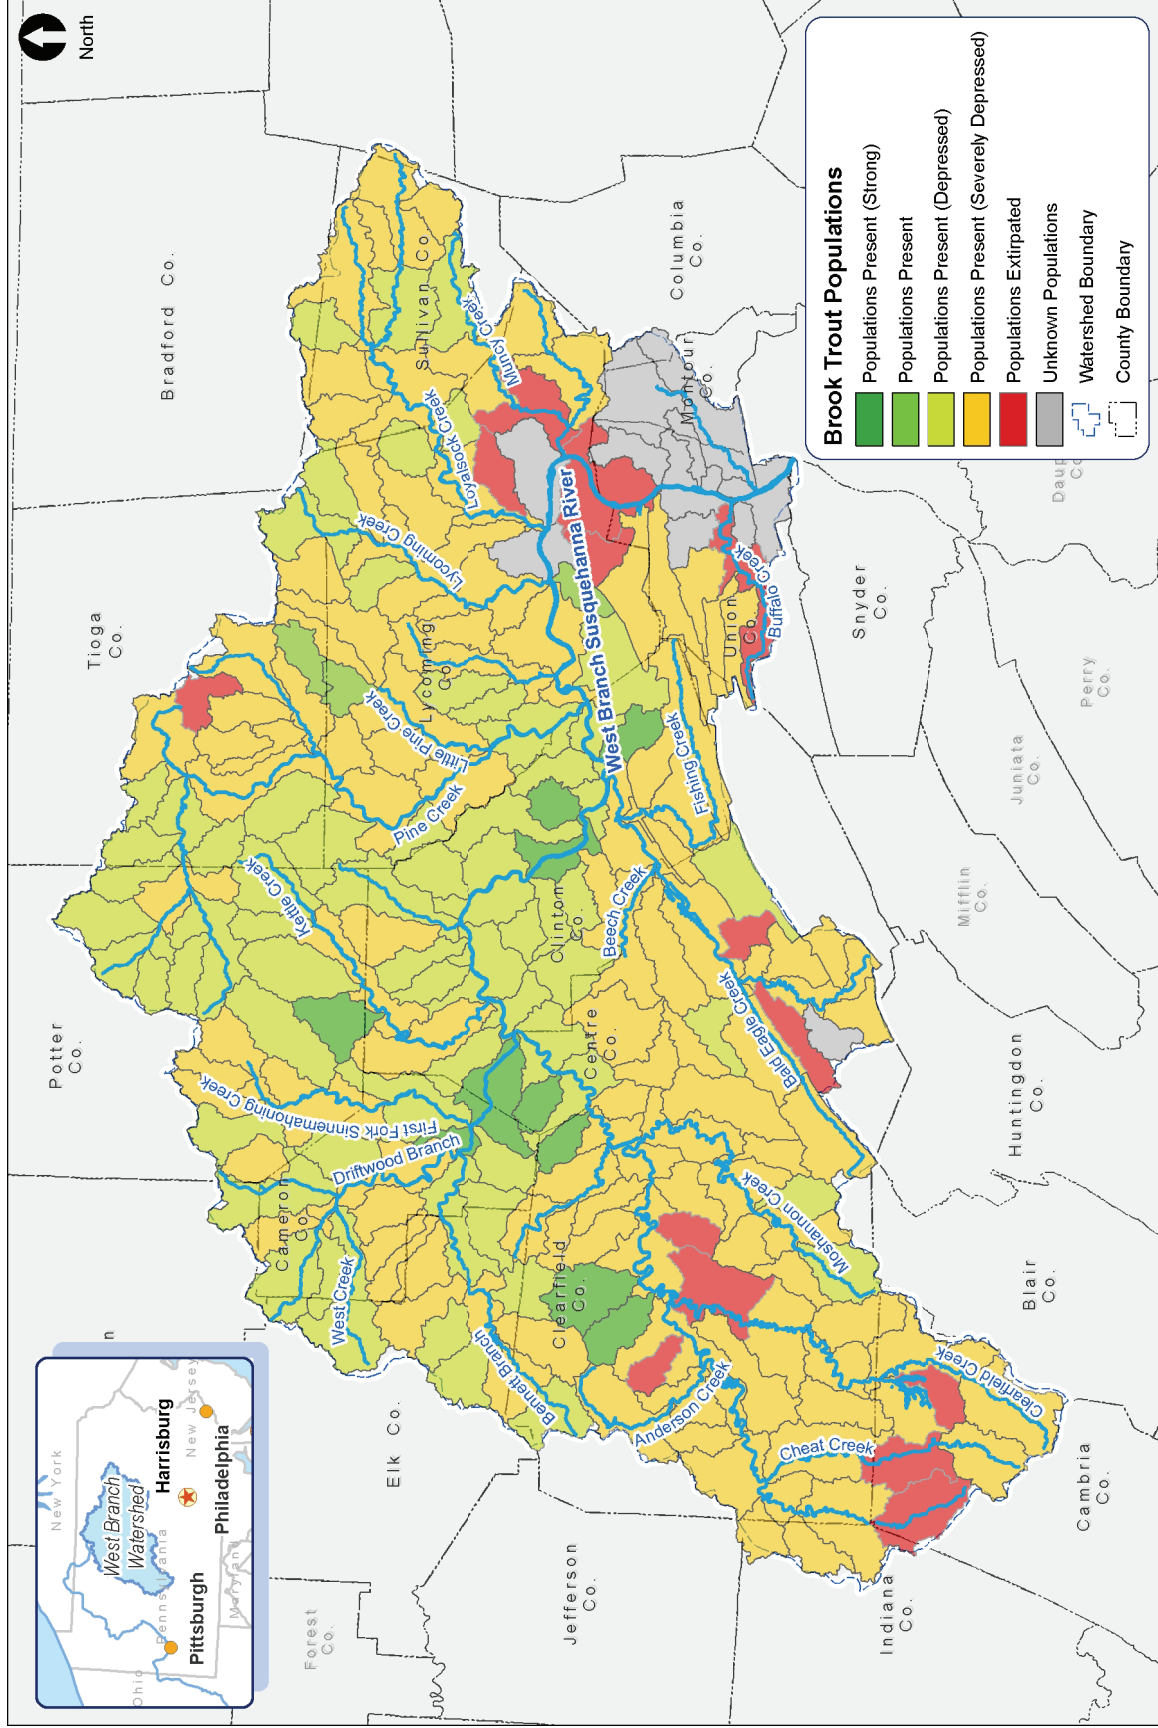 North
New York
West Branch
Watershed
Harrisburg
New Jersey
Philadelphia
Pennsylvania
Pittsburgh
Maryland
Ohio
Forest
Co.
Elk Co.
Jefferson
Co.
Indiana
Co.
Cambria
Co.
Blair
Co.
Huntingdon
Co.
Mifflin
Co.
Juniata
Co.
Perry
Co.
Snyder
Co.
Union
Co.
Montour
Co.
Columbia
Co.
Sullivan Co
Bradford Co.
Tioga
Co.
Lycoming
Co.
Potter
Co.
Cameron
Co.
Clinton
Co.
Centre
Co.
Clearfield
Co.
West Creek
Driftwood Branch
First Fork Sinnemahoning Creek
Kettle Creek
Pine Creek
Little Pine Creek
Lycoming Creek
Loyalsock Creek
Muncy Creek
West Branch Susquehanna River
Buffalo Creek
Fishing Creek
Beech Creek
Bald Eagle Creek
Moshannon Creek
Bennett Branch
Anderson Creek
Cheat Creek
Clearfield Creek
Brook Trout Populations
Populations Present (Strong)
Populations Present
Populations Present (Depressed)
Populations Present (Severely Depressed)
Populations Extirpated
Unknown Populations
Watershed Boundary
County Boundary